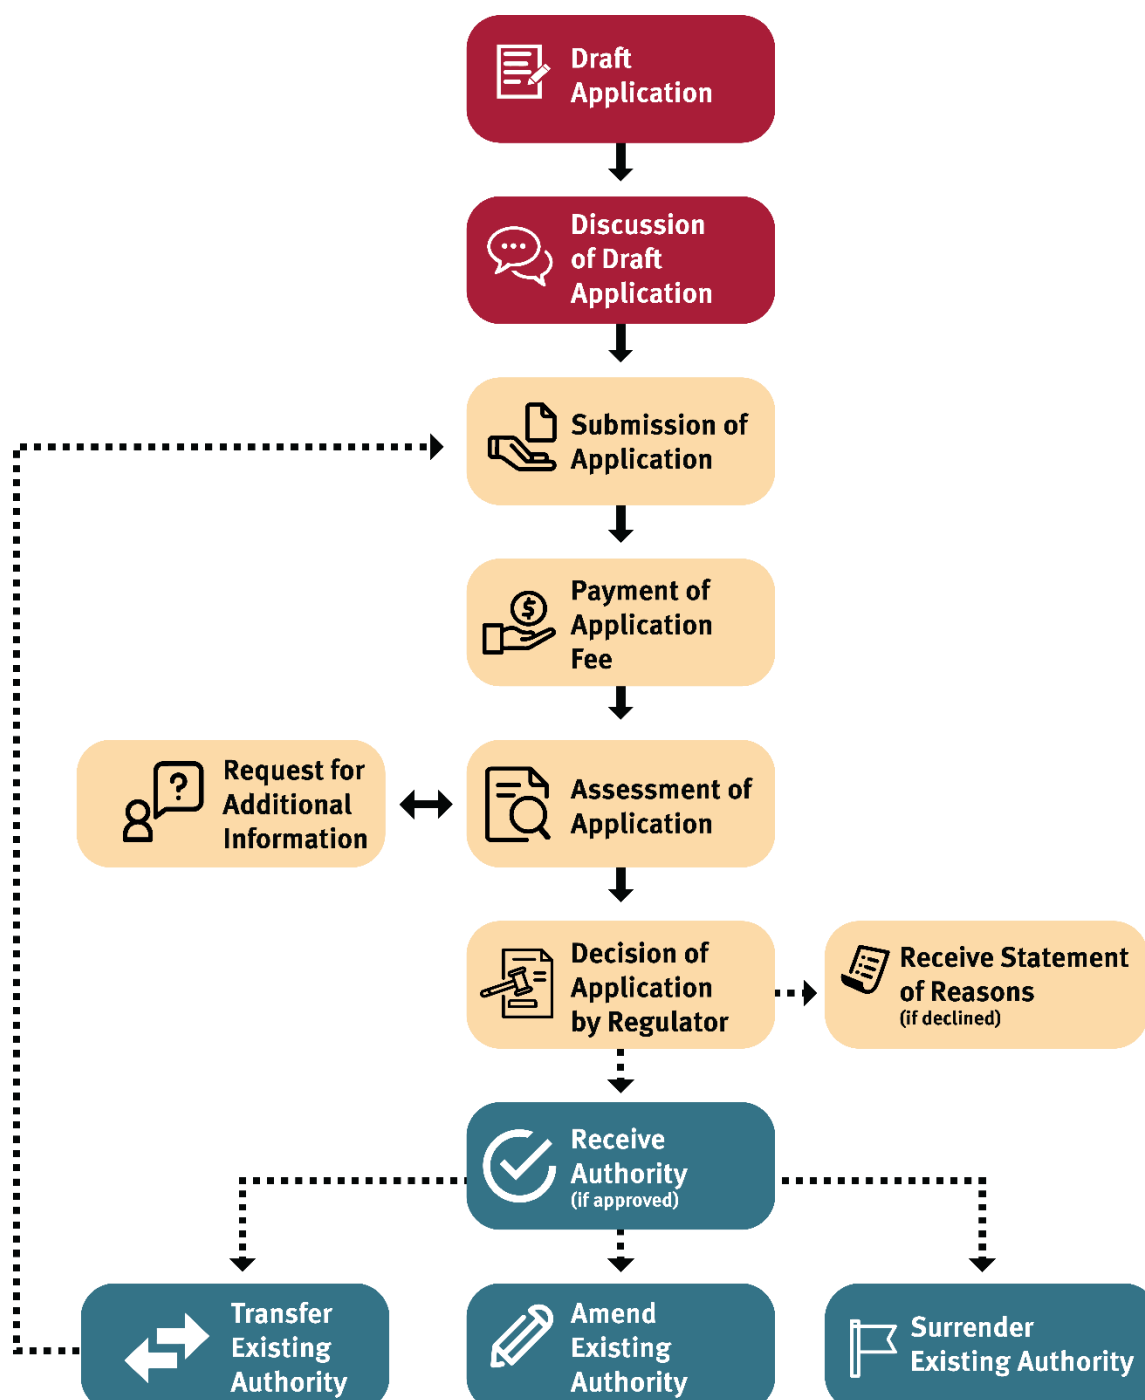 Draft
Application
Discussion
of Draft
Application
Submission of
Application
$
Payment of
Application
Fee
?
Request for
Additional
Information
Assessment of
Application
Decision of
Application
by Regulator
Receive Statement
of Reasons
(if declined)
Receive
Authority
(if approved)
Transfer
Existing
Authority
Amend
Existing
Authority
Surrender
Existing Authority